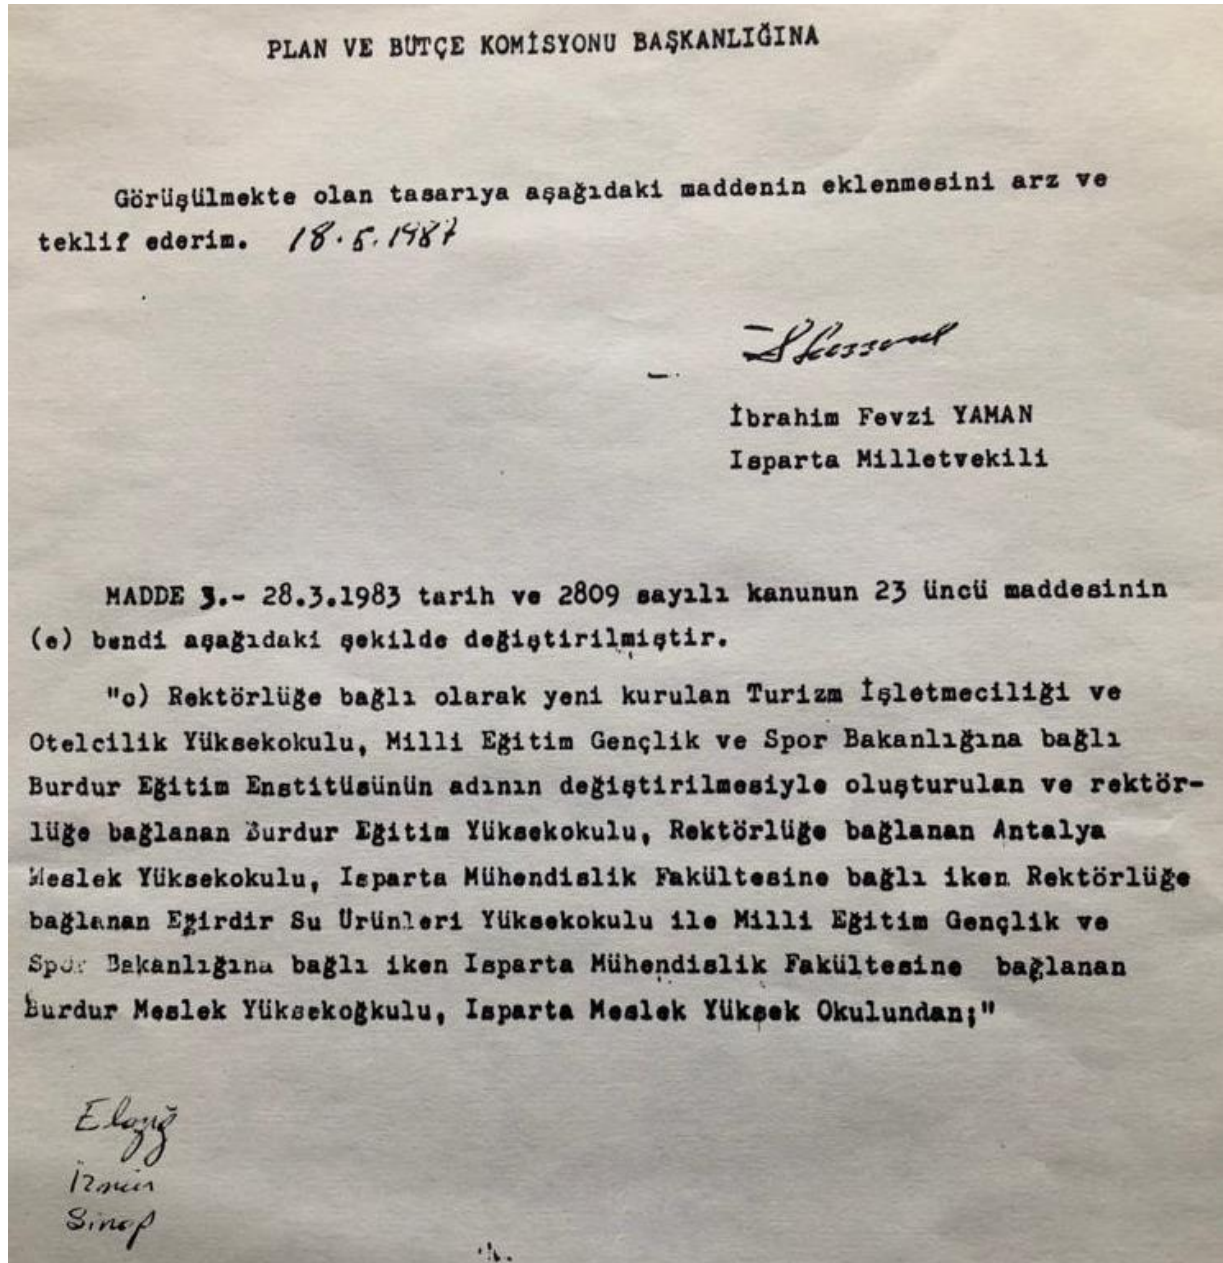 PLAN VE BÜTÇE KOMİSYONU BAŞKANLIĞINA
Görüşülmekte olan tasarıya aşağıdaki maddenin eklenmesini arz ve
teklif ederim. 18.5.1987
İbrahim Fevzi YAMAN
Isparta Milletvekili
MADDE 3.- 28.3.1983 tarih ve 2809 sayılı kanunun 23 üncü maddesinin
(e) bendi aşağıdaki şekilde değiştirilmiştir.
"c) Rektörlüğe bağlı olarak yeni kurulan Turizm İşletmeciliği ve
Otelcilik Yüksekokulu, Milli Eğitim Gençlik ve Spor Bakanlığına bağlı
Burdur Eğitim Enstitüsünün adının değiştirilmesiyle oluşturulan ve rektör-
lüğe bağlanan Burdur Eğitim Yüksekokulu, Rektörlüğe bağlanan Antalya
Meslek Yüksekokulu, Isparta Mühendislik Fakültesine bağlı iken Rektörlüğe
bağlanan Eğirdir Su Ürünleri Yüksekokulu ile Milli Eğitim Gençlik ve
Spor Bakanlığına bağlı iken Isparta Mühendislik Fakültesine bağlanan
Burdur Meslek Yüksekoğkulu, Isparta Meslek Yüksek Okulundan;"
Elazığ
İzmir
Sinop